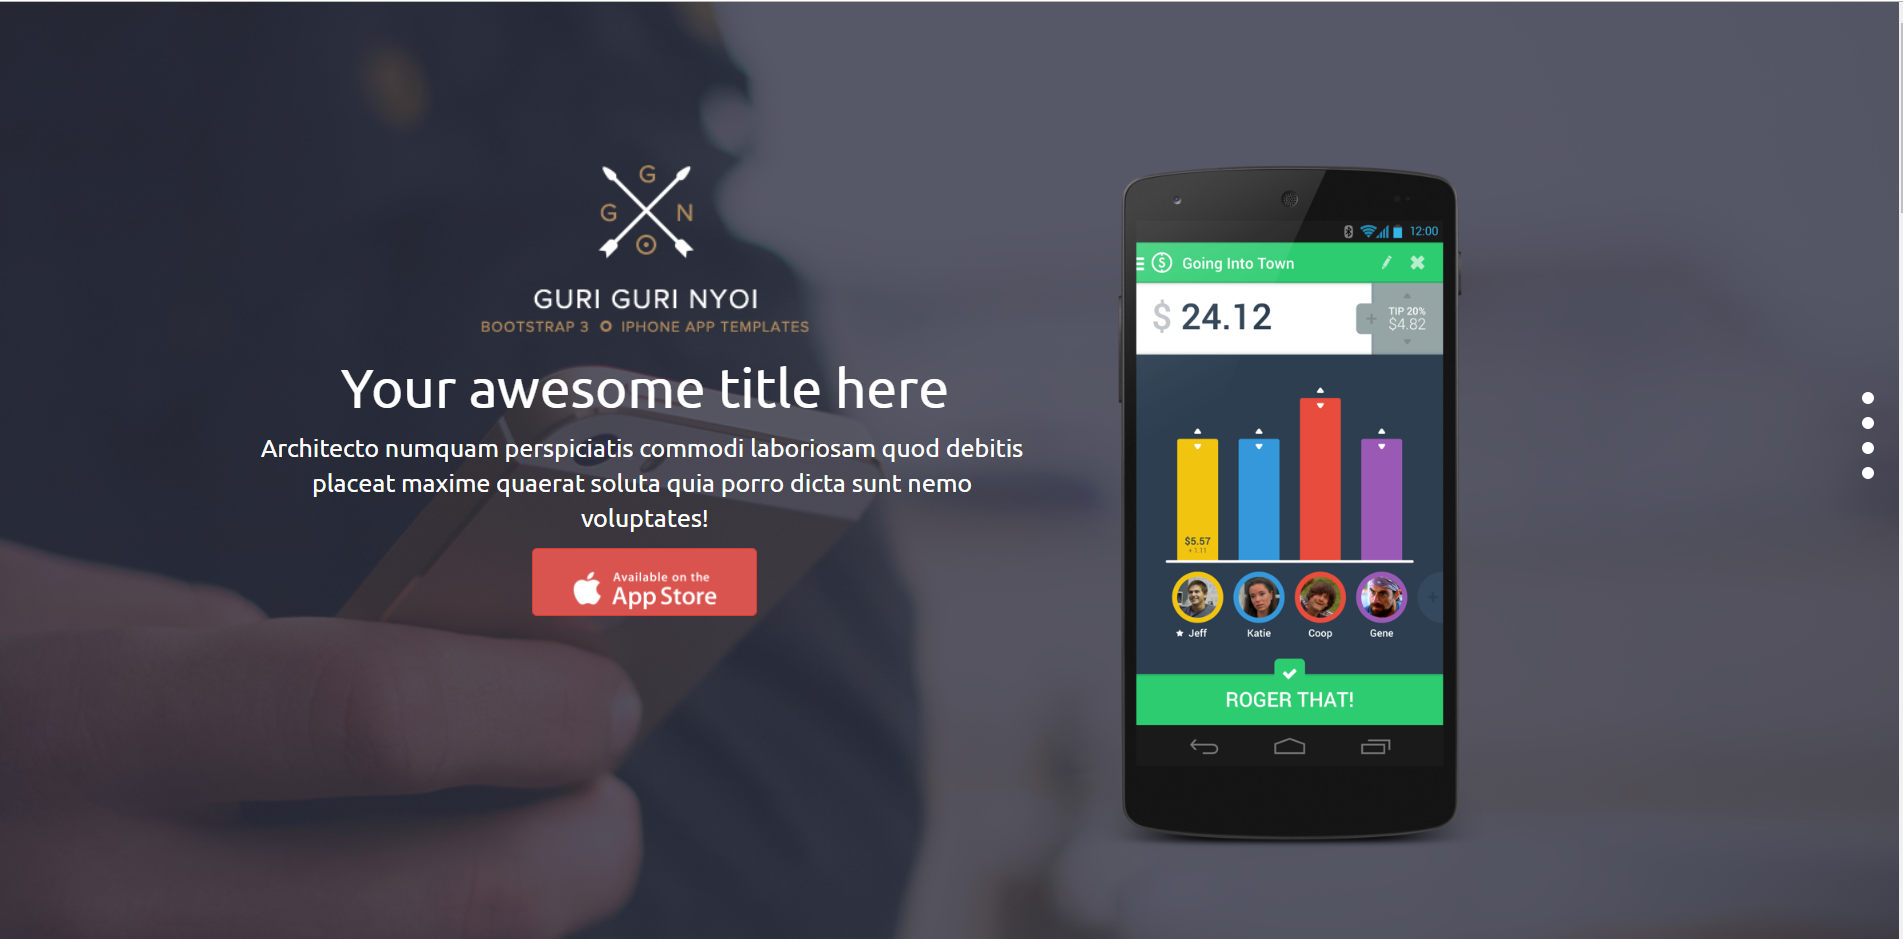 G
G N
GURI GURI NYOI
BOOTSTRAP 3 IPHONE APP TEMPLATES
Your awesome title here
Architecto numquam perspiciatis commodi laboriosam quod debitis
placeat maxime quaerat soluta quia porro dicta sunt nemo
voluptates!
Available on the
App Store
12:00
Going Into Town
$ 24.12
TIP 20%
$4.82
$5.57
+ 1.11
Jeff Katie Coop Gene
ROGER THAT!